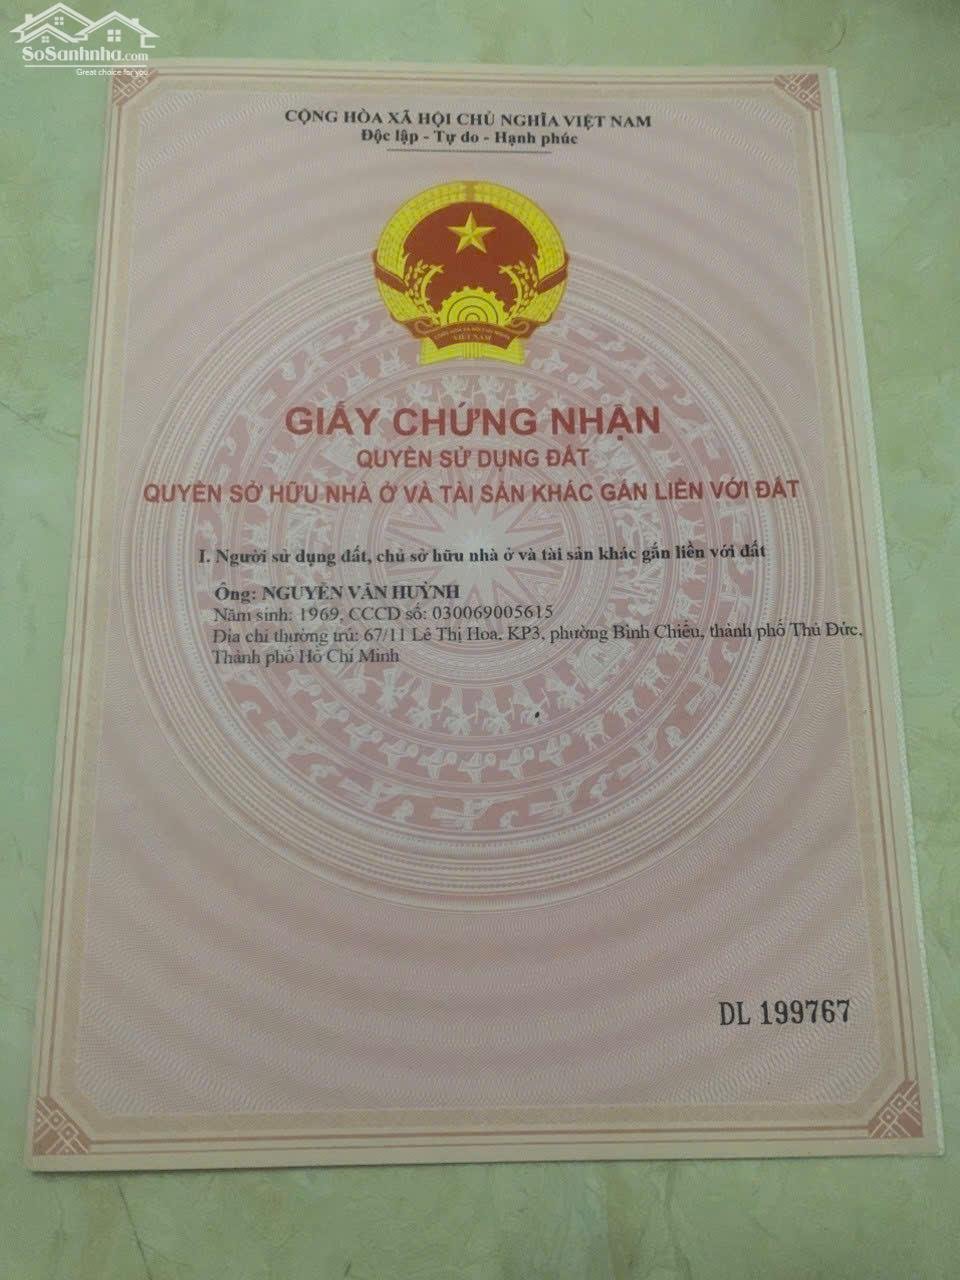 SoSanhnha.com
Great choice for you
CỘNG HÒA XÃ HỘI CHỦ NGHĨA VIỆT NAM
Độc lập - Tự do - Hạnh phúc
VIỆT NAM
GIẤY CHỨNG NHẬN
QUYỀN SỬ DỤNG ĐẤT
QUYỀN SỞ HỮU NHÀ Ở VÀ TÀI SẢN KHÁC GẮN LIỀN VỚI ĐẤT
I. Người sử dụng đất, chủ sở hữu nhà ở và tài sản khác gắn liền với đất
Ông: NGUYỄN VĂN HUỲNH
Năm sinh: 1969, CCCD số: 030069005615
Địa chỉ thường trú: 67/11 Lê Thị Hoa, KP3, phường Bình Chiểu, thành phố Thủ Đức,
Thành phố Hồ Chí Minh
DL 199767